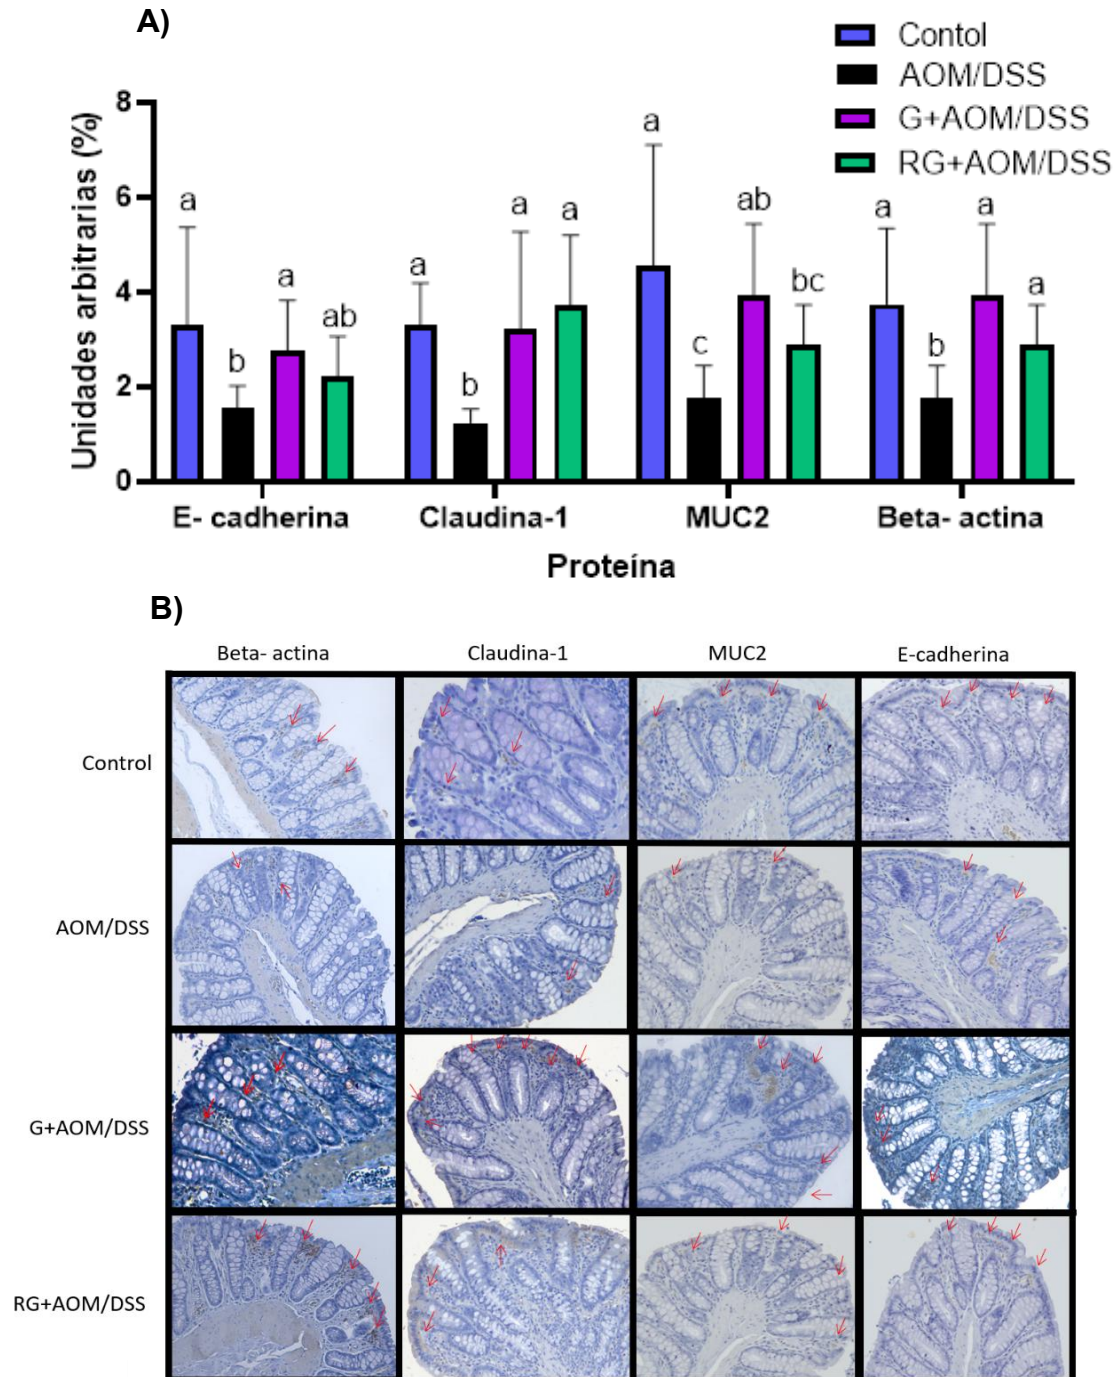 A)
Contol
AOM/DSS
G+AOM/DSS
RG+AOM/DSS
Unidades arbitrarias (%)
8
6
4
2
0
a
b
a
ab
a
b
a
a
a
c
ab
bc
a
b
a
a
E- cadherina
Claudina-1
MUC2
Beta- actina
Proteína
B)
Beta- actina
Claudina-1
MUC2
E-cadherina
Control
AOM/DSS
G+AOM/DSS
RG+AOM/DSS